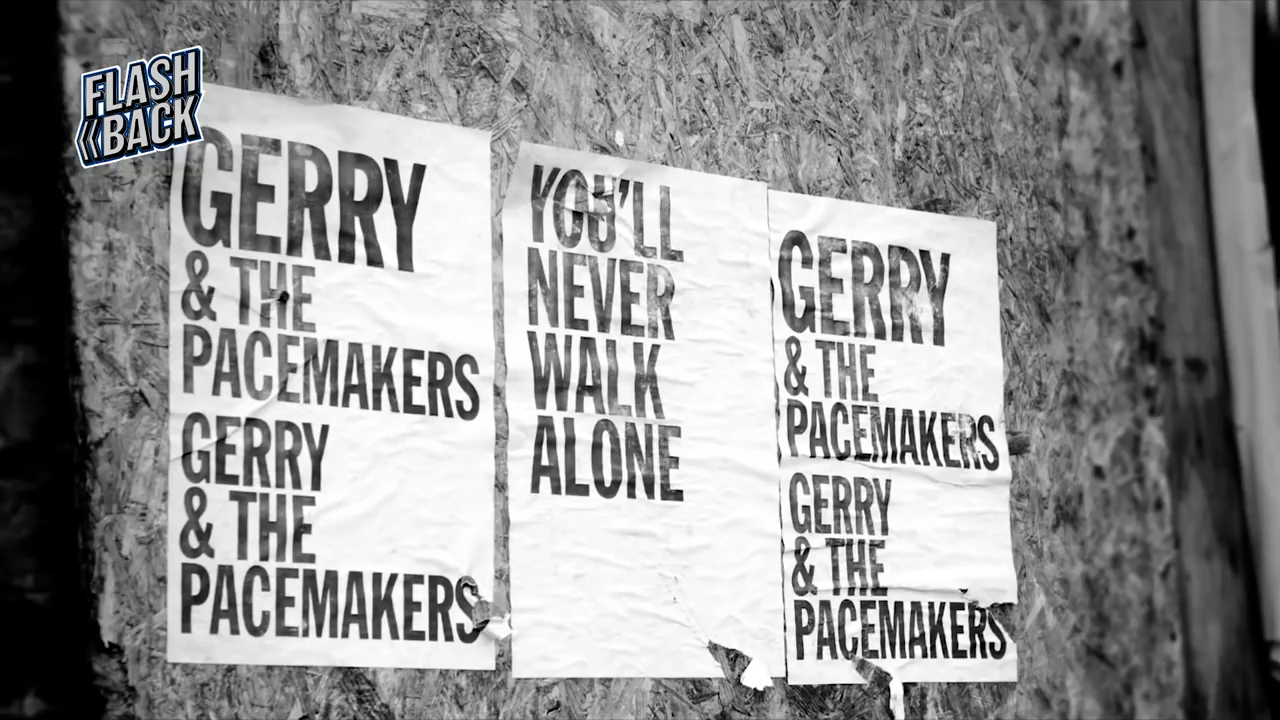 FLASH
BACK
GERRY
& THE
PACEMAKERS
GERRY
& THE
PACEMAKERS
YOU'LL
NEVER
WALK
ALONE
GERRY
& THE
PACEMAKERS
GERRY
& THE
PACEMAKERS